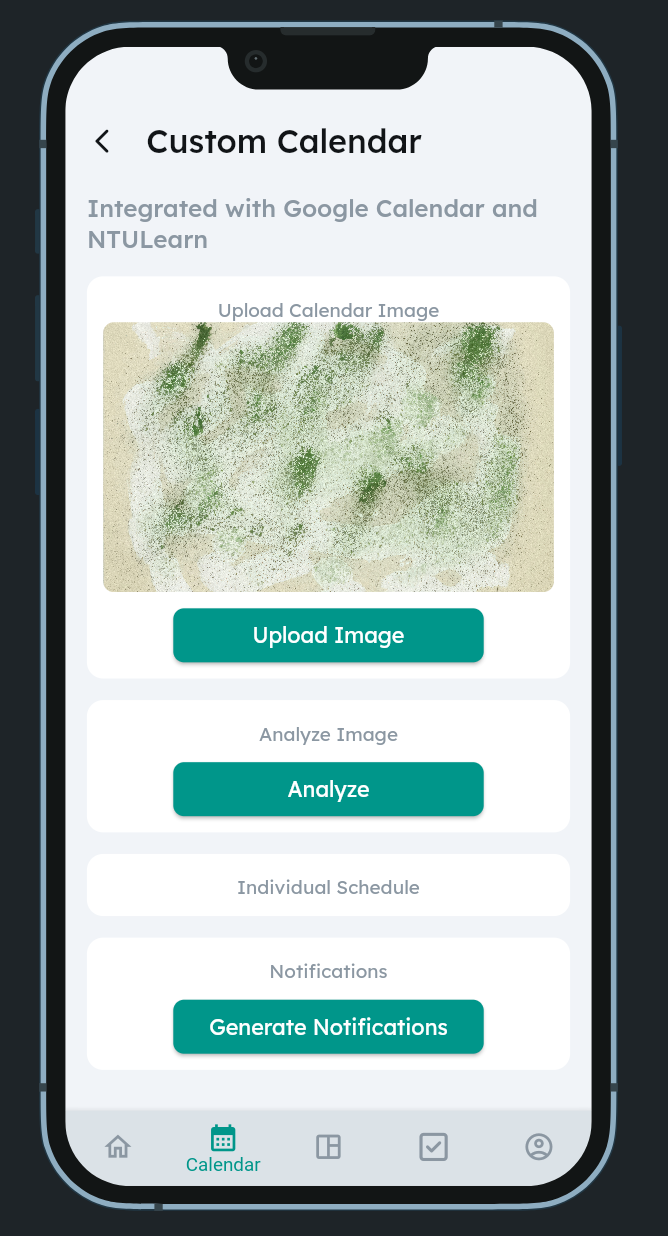 Custom Calendar
Integrated with Google Calendar and
NTULearn
Upload Calendar Image
Upload Image
Analyze Image
Analyze
Individual Schedule
Notifications
Generate Notifications
Calendar